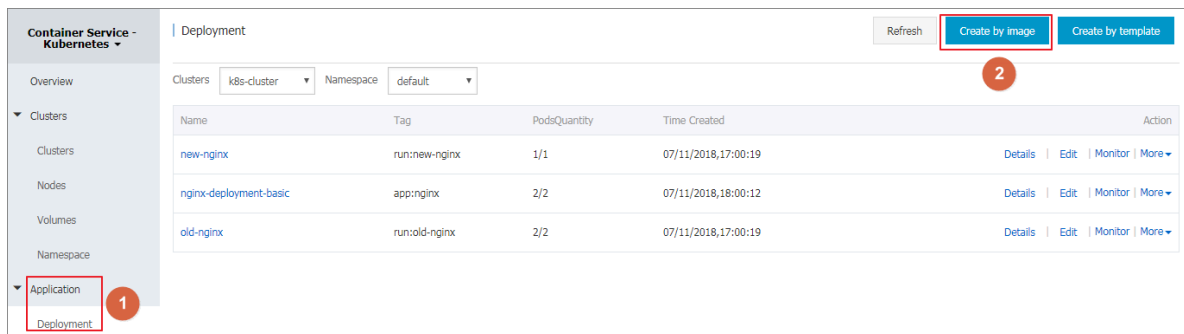 Container Service -
Kubernetes
Deployment
Refresh
Create by image
Create by template
2
Overview
Clusters k8s-cluster Namespace default
Clusters
Name Tag PodsQuantity Time Created Action
Clusters
new-nginx run:new-nginx 1/1 07/11/2018,17:00:19 Details | Edit | Monitor | More
Nodes
nginx-deployment-basic app:nginx 2/2 07/11/2018,18:00:12 Details | Edit | Monitor | More
Volumes
old-nginx run:old-nginx 2/2 07/11/2018,17:00:19 Details | Edit | Monitor | More
Namespace
Application
1
Deployment